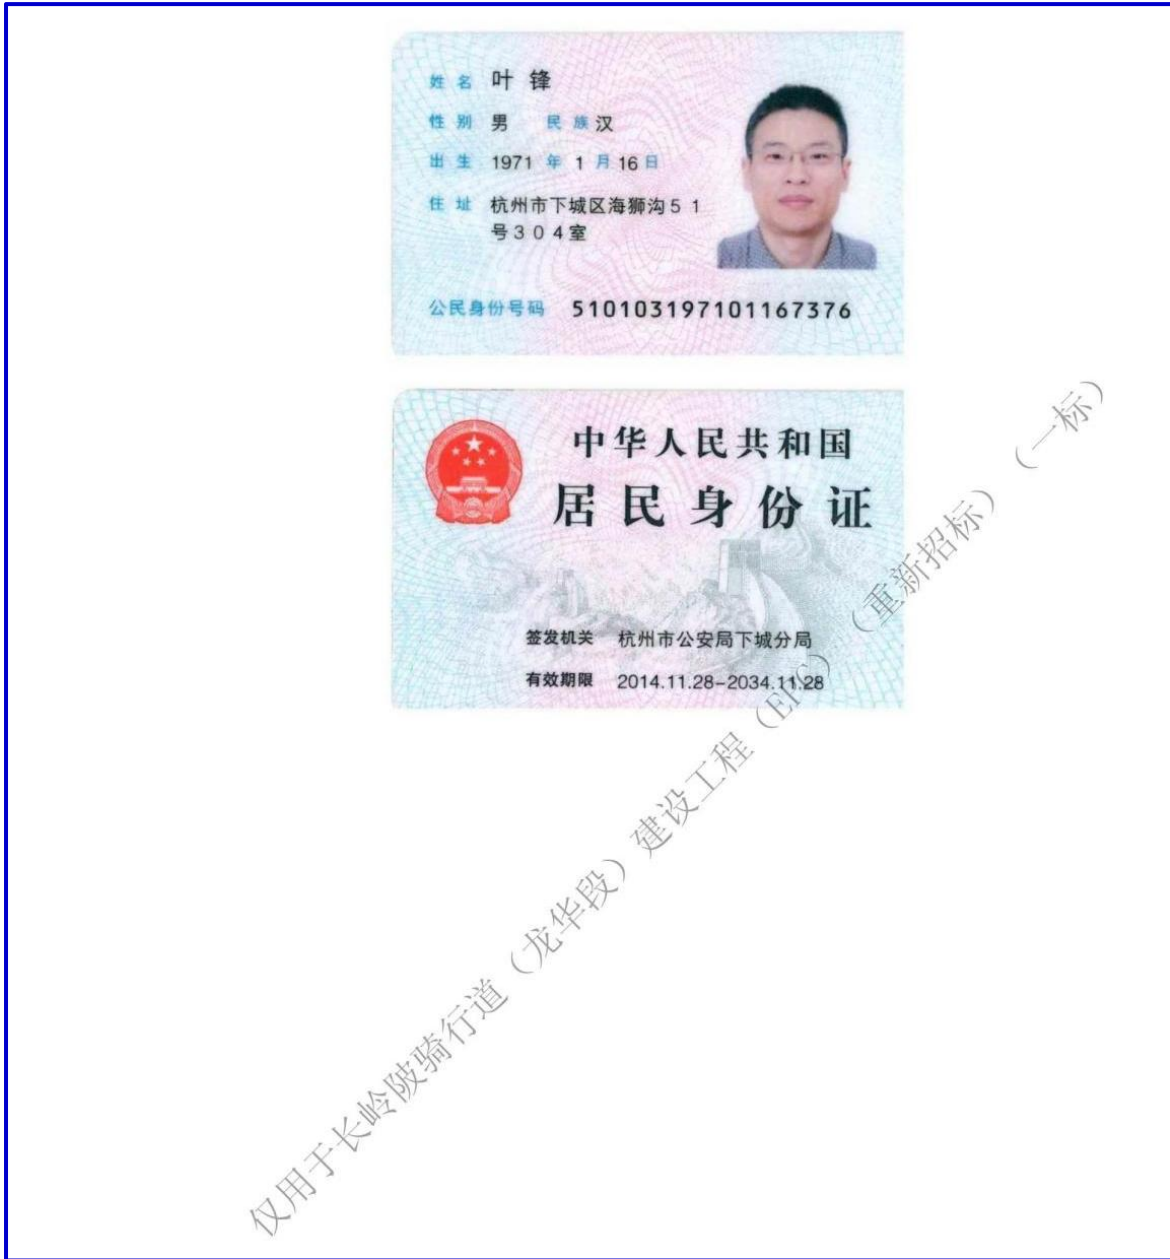 姓名 叶锋
性别 男 民族 汉
出生 1971 年 1 月 16 日
住址 杭州市下城区海狮沟51
号304室
公民身份号码 510103197101167376
中华人民共和国
居民身份证
签发机关 杭州市公安局下城分局
有效期限 2014.11.28-2034.11.28
仅用于长岭陂骑行道（龙华段）建设工程（EPC）（重新招标）（一标）